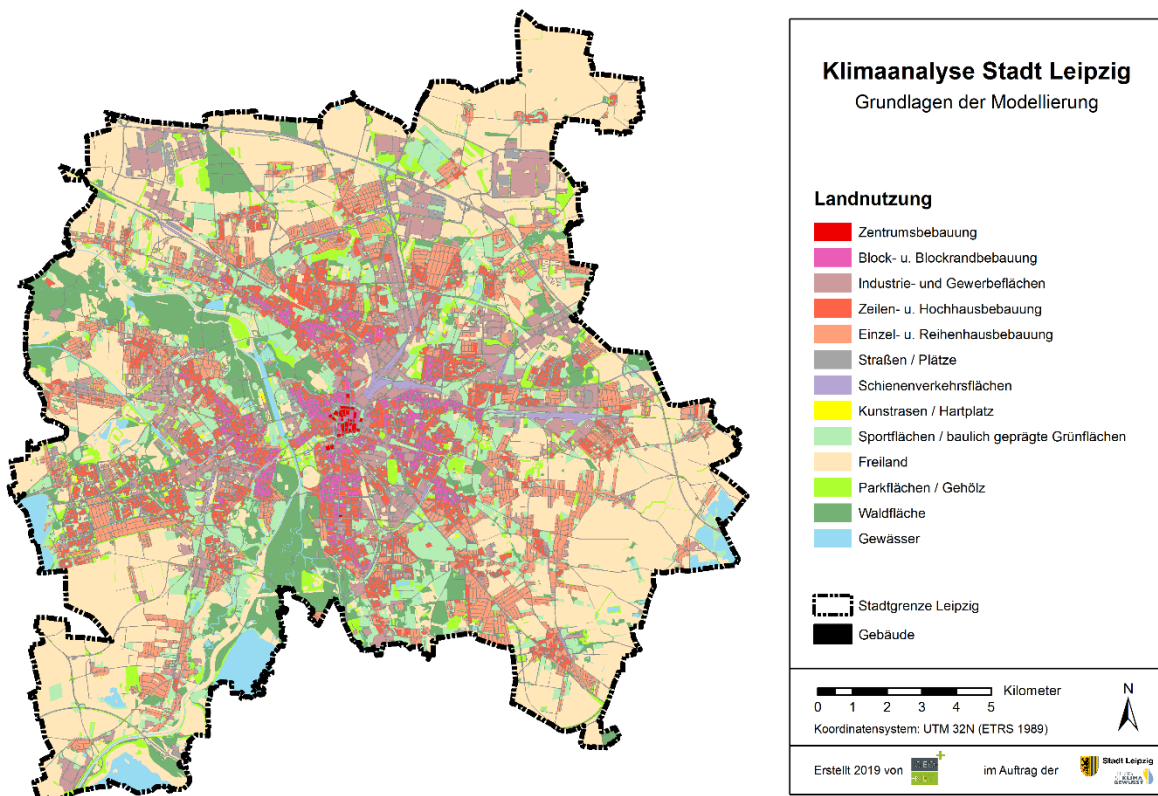 Klimaanalyse Stadt Leipzig
Grundlagen der Modellierung
Landnutzung
Zentrumsbebauung
Block- u. Blockrandbebauung
Industrie- und Gewerbeflächen
Zeilen- u. Hochhausbebauung
Einzel- u. Reihenhausbebauung
Straßen / Plätze
Schienenverkehrsflächen
Kunstrasen / Hartplatz
Sportflächen / baulich geprägte Grünflächen
Freiland
Parkflächen / Gehölz
Waldfläche
Gewässer
Stadtgrenze Leipzig
Gebäude
Kilometer
0 1 2 3 4 5
N
Koordinatensystem: UTM 32N (ETRS 1989)
Erstellt 2019 von im Auftrag der Stadt Leipzig
KLIMA
GEWUSST